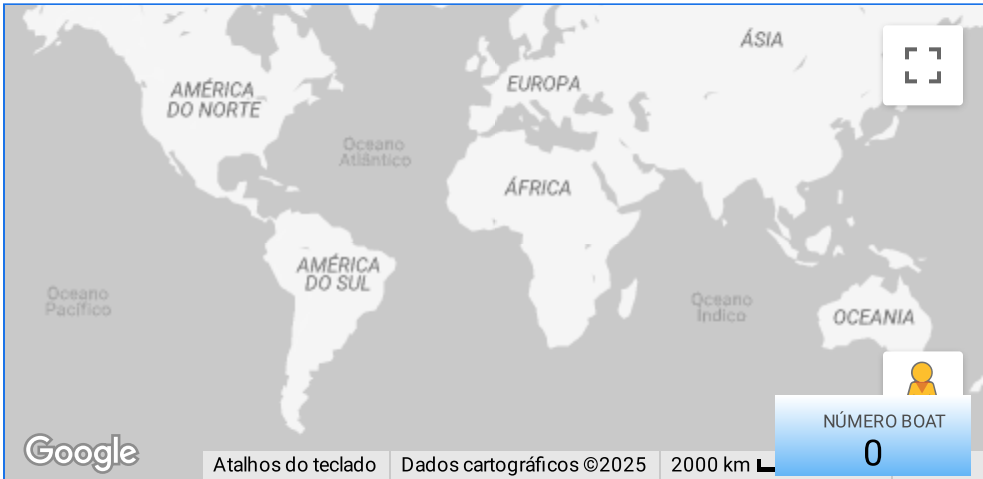 ÁSIA
EUROPA
AMÉRICA
DO NORTE
Oceano
Atlântico
ÁFRICA
AMÉRICA
DO SUL
Oceano
Pacífico
Oceano
Índico
OCEANIA
NÚMERO BOAT
0
Google
Atalhos do teclado
Dados cartográficos ©2025
2000 km